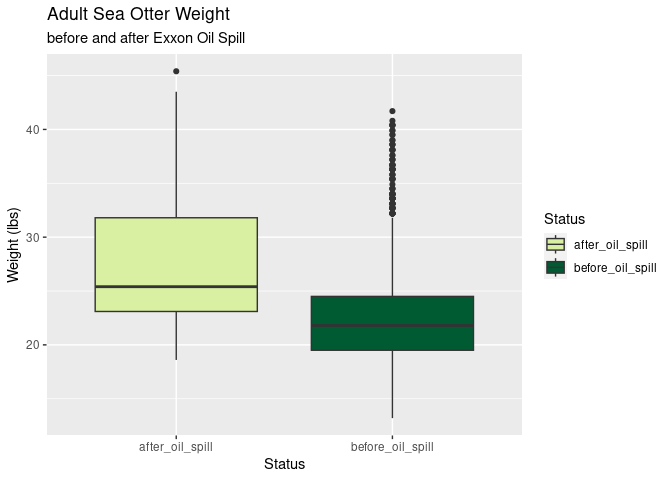 Adult Sea Otter Weight
before and after Exxon Oil Spill
40
30
20
Weight (lbs)
after_oil_spill
before_oil_spill
Status
Status
after_oil_spill
before_oil_spill